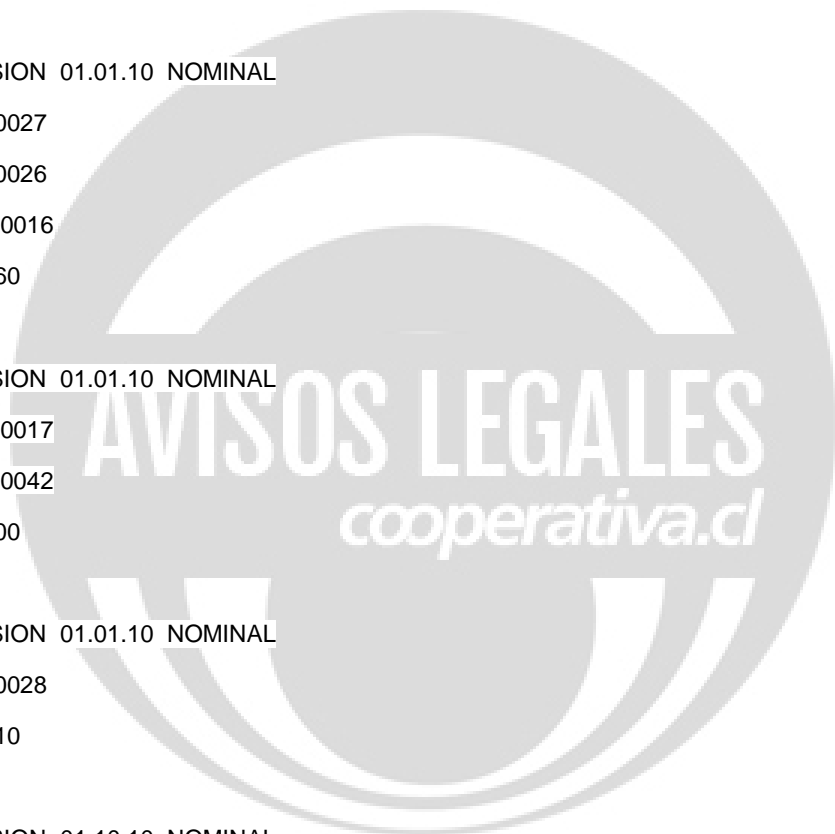 SION 01.01.10 NOMINAL
0027
0026
0016
60
SION 01.01.10 NOMINAL
0017
AVISOS LEGALES
0042
00
cooperativa.cl
SION 01.01.10 NOMINAL
0028
10